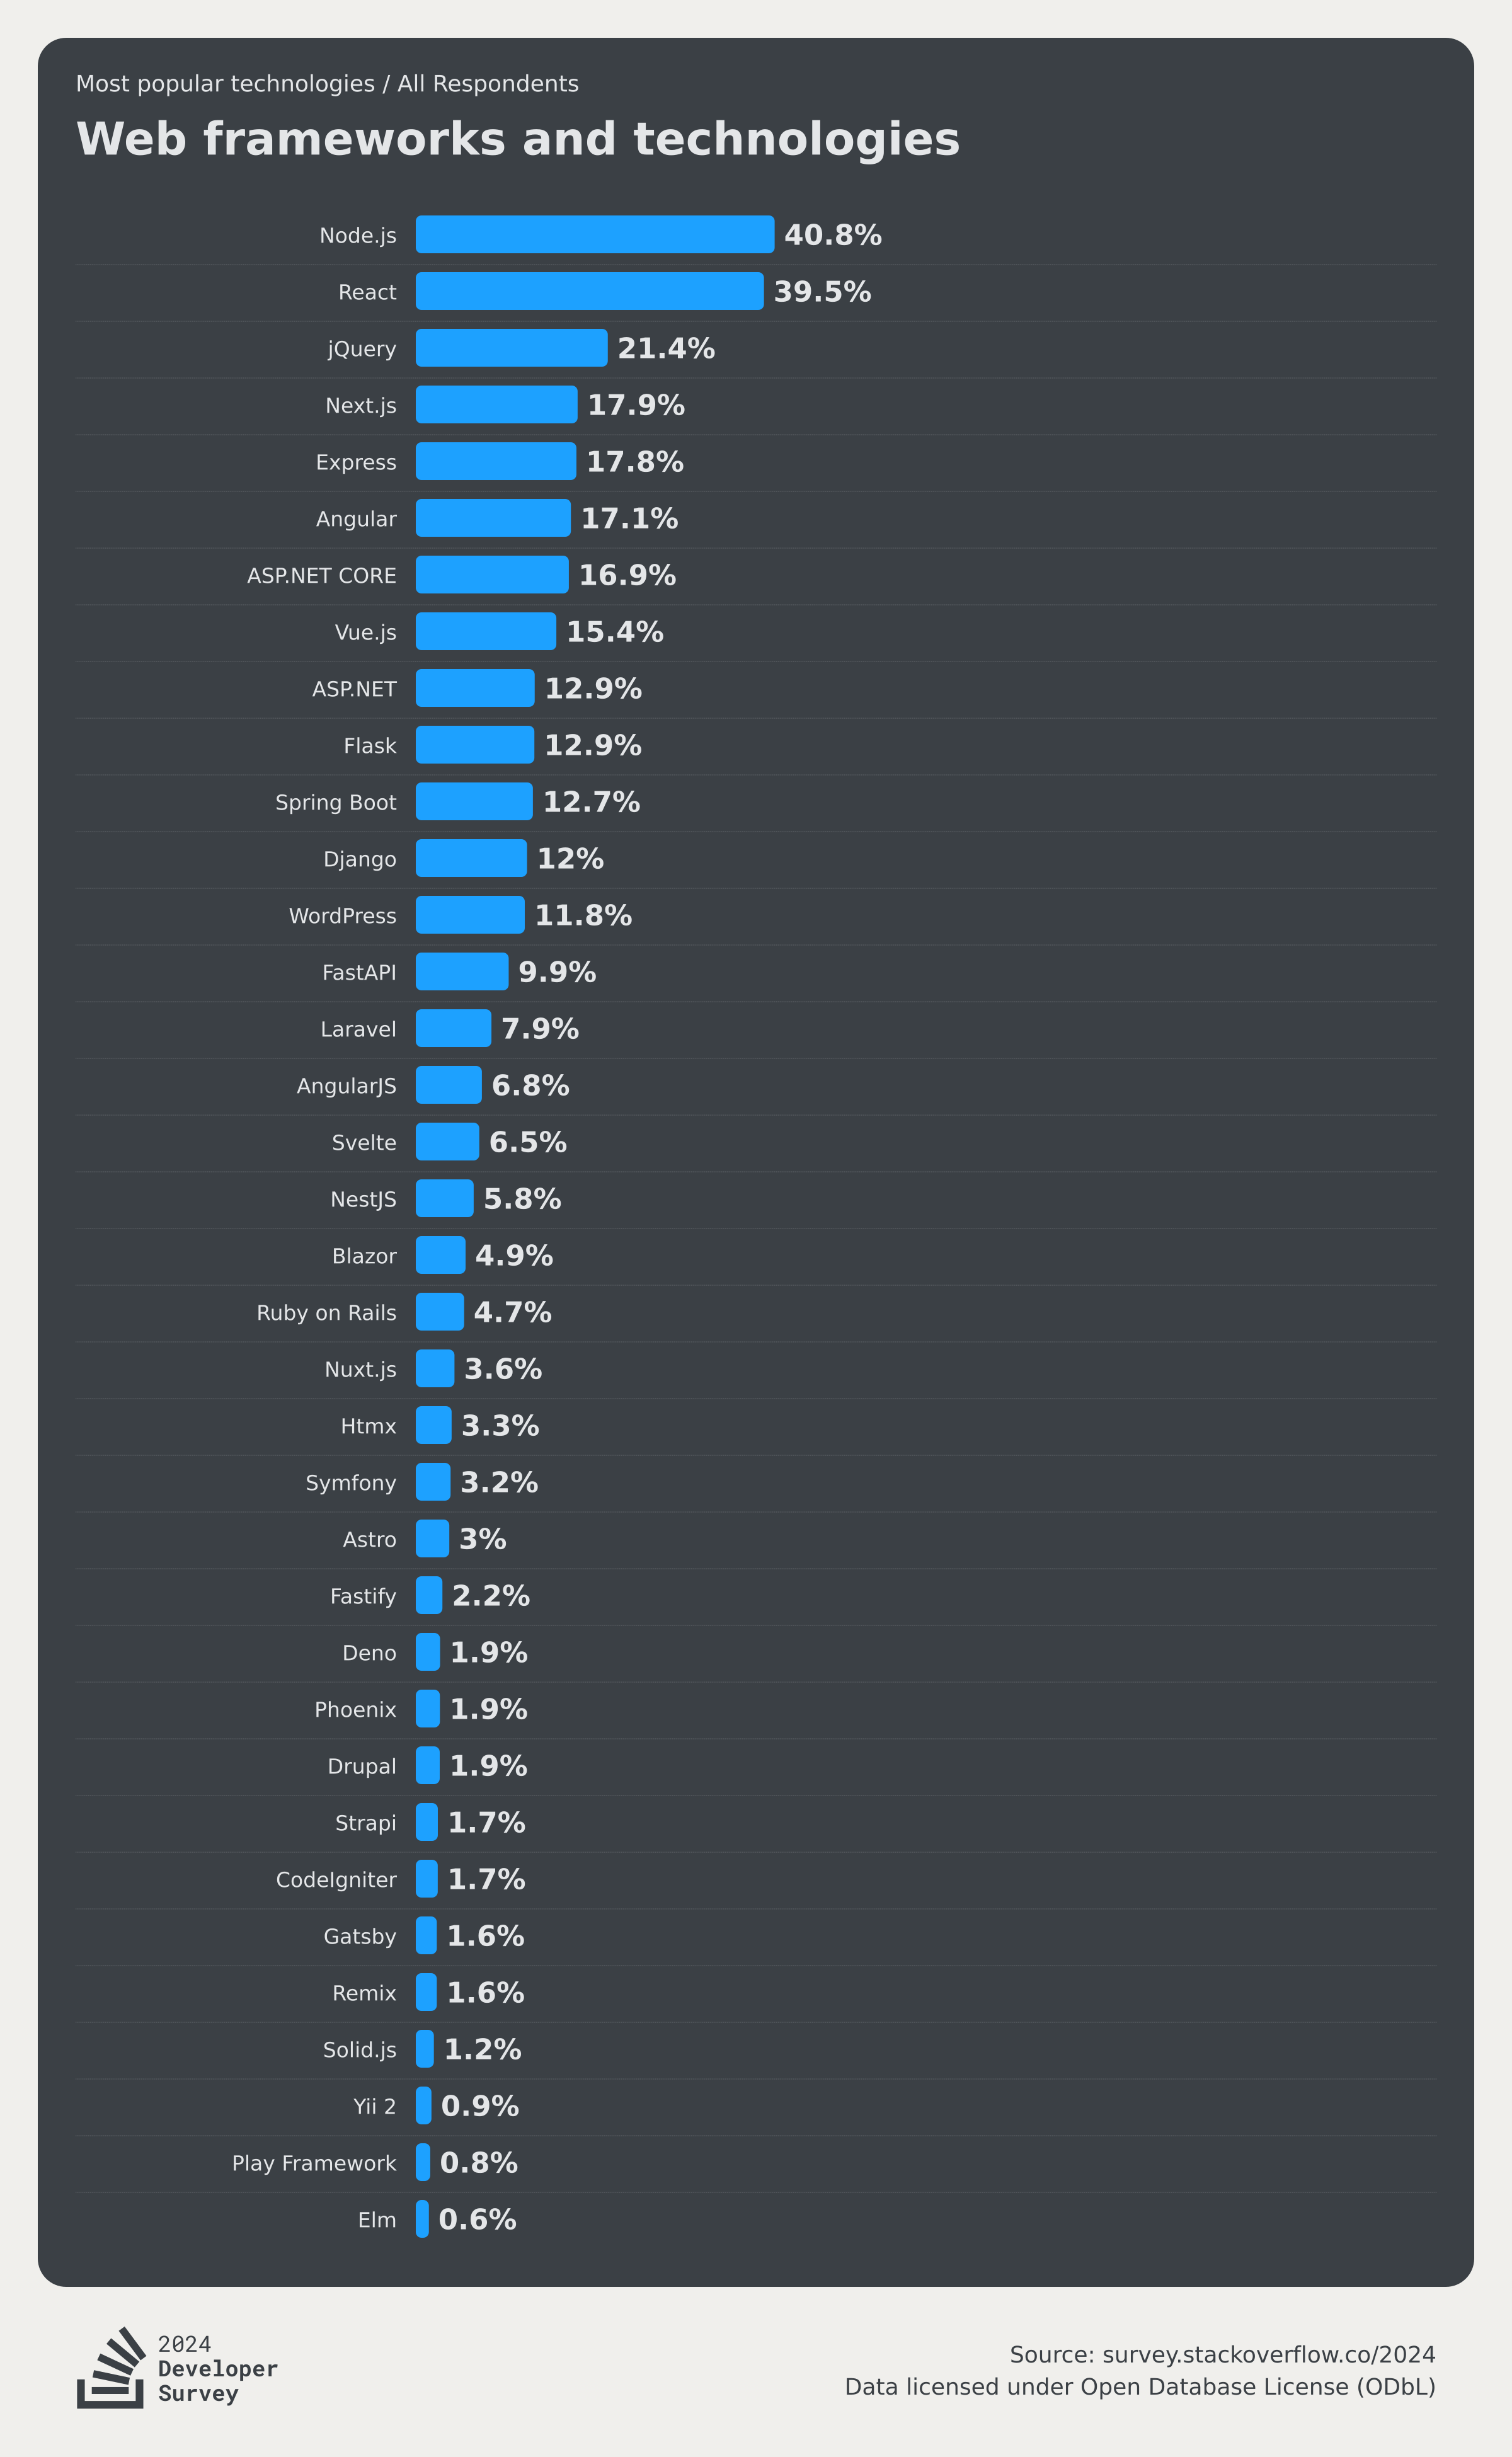 Most popular technologies / All Respondents
Web frameworks and technologies
Node.js 40.8%
React 39.5%
jQuery 21.4%
Next.js 17.9%
Express 17.8%
Angular 17.1%
ASP.NET CORE 16.9%
Vue.js 15.4%
ASP.NET 12.9%
Flask 12.9%
Spring Boot 12.7%
Django 12%
WordPress 11.8%
FastAPI 9.9%
Laravel 7.9%
AngularJS 6.8%
Svelte 6.5%
NestJS 5.8%
Blazor 4.9%
Ruby on Rails 4.7%
Nuxt.js 3.6%
Htmx 3.3%
Symfony 3.2%
Astro 3%
Fastify 2.2%
Deno 1.9%
Phoenix 1.9%
Drupal 1.9%
Strapi 1.7%
CodeIgniter 1.7%
Gatsby 1.6%
Remix 1.6%
Solid.js 1.2%
Yii 2 0.9%
Play Framework 0.8%
Elm 0.6%
2024
Developer
Survey
Source: survey.stackoverflow.co/2024
Data licensed under Open Database License (ODbL)